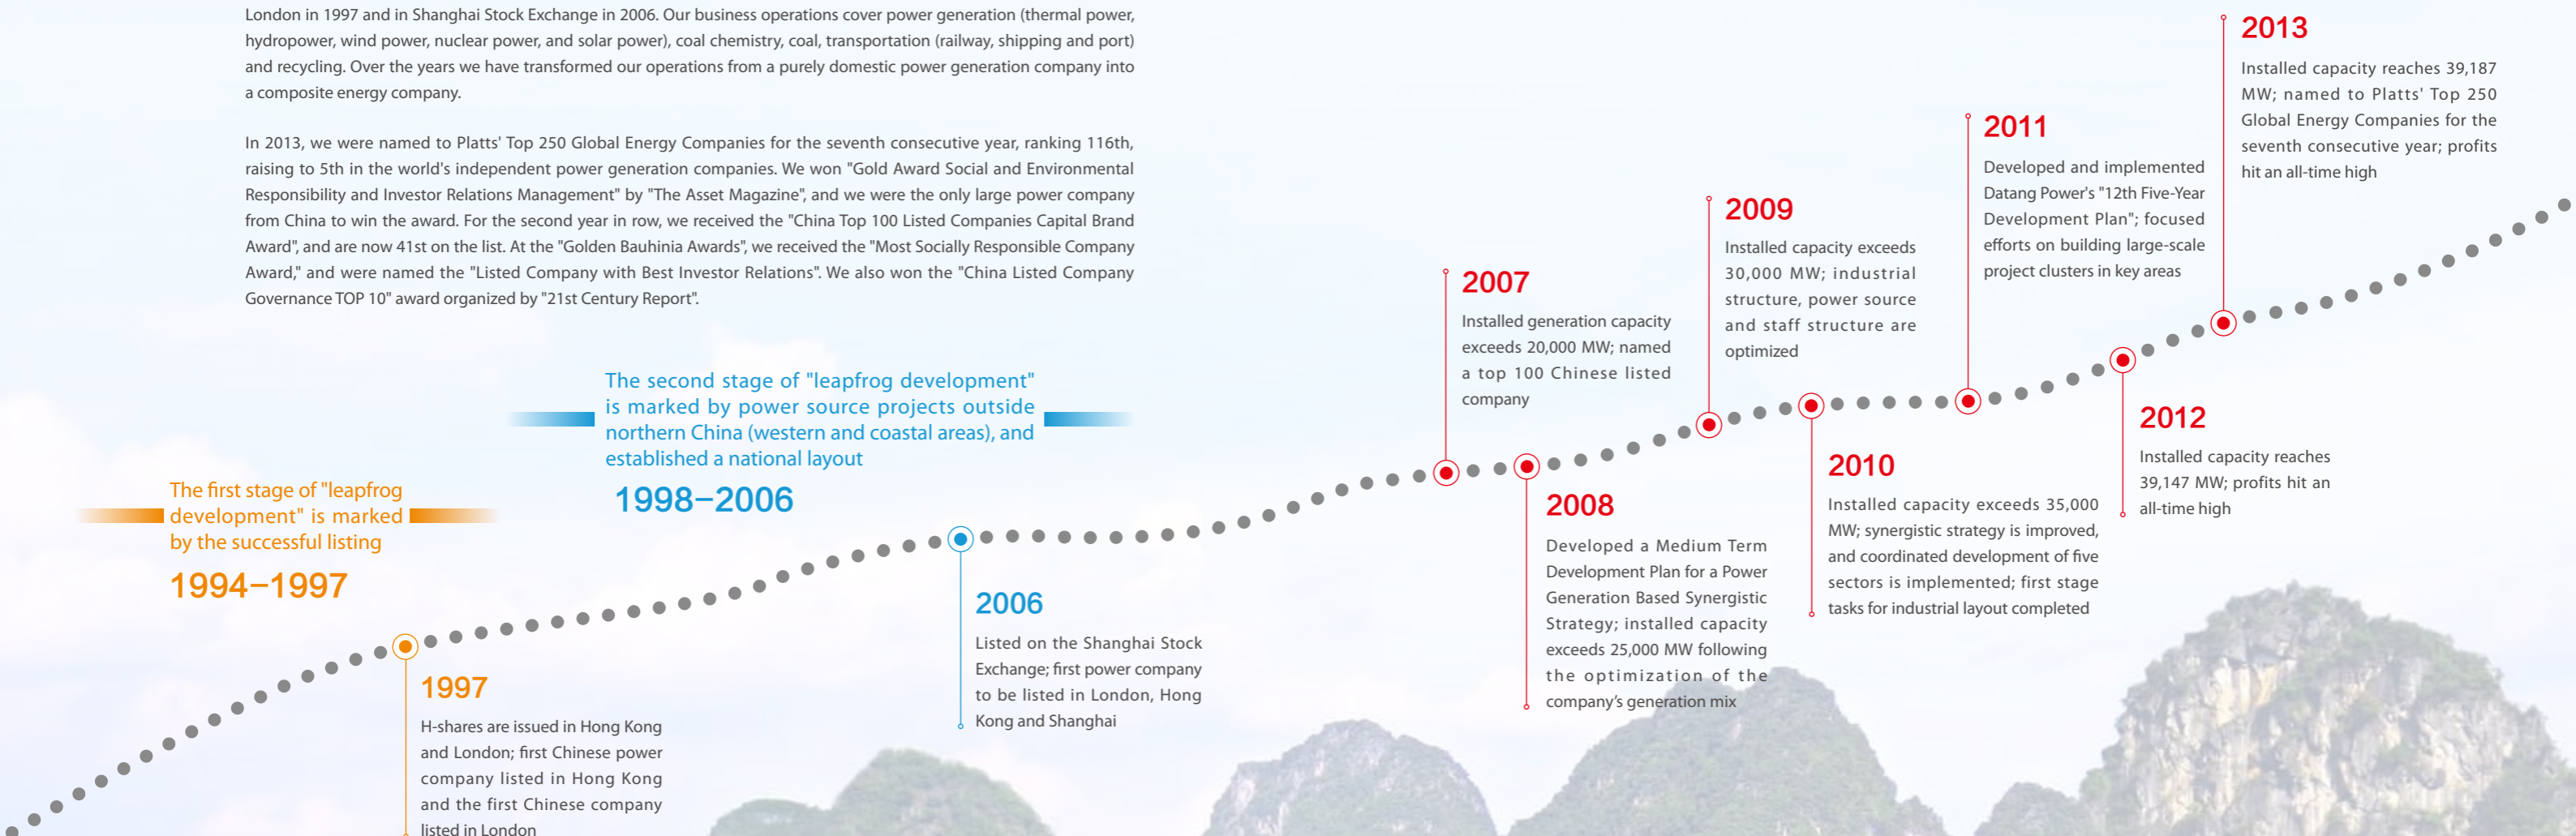 London in 1997 and in Shanghai Stock Exchange in 2006. Our business operations cover power generation (thermal power,
hydropower, wind power, nuclear power, and solar power), coal chemistry, coal, transportation (railway, shipping and port)
and recycling. Over the years we have transformed our operations from a purely domestic power generation company into
a composite energy company.
In 2013, we were named to Platts' Top 250 Global Energy Companies for the seventh consecutive year, ranking 116th,
raising to 5th in the world's independent power generation companies. We won "Gold Award Social and Environmental
Responsibility and Investor Relations Management" by "The Asset Magazine", and we were the only large power company
from China to win the award. For the second year in row, we received the "China Top 100 Listed Companies Capital Brand
Award", and are now 41st on the list. At the "Golden Bauhinia Awards", we received the "Most Socially Responsible Company
Award," and were named the "Listed Company with Best Investor Relations". We also won the "China Listed Company
Governance TOP 10" award organized by "21st Century Report".
The first stage of "leapfrog
development" is marked
by the successful listing
1994–1997
1997
H-shares are issued in Hong Kong
and London; first Chinese power
company listed in Hong Kong
and the first Chinese company
listed in London
The second stage of "leapfrog development"
is marked by power source projects outside
northern China (western and coastal areas), and
established a national layout
1998–2006
2006
Listed on the Shanghai Stock
Exchange; first power company
to be listed in London, Hong
Kong and Shanghai
2007
Installed generation capacity
exceeds 20,000 MW; named
a top 100 Chinese listed
company
2008
Developed a Medium Term
Development Plan for a Power
Generation Based Synergistic
Strategy; installed capacity
exceeds 25,000 MW following
the optimization of the
company's generation mix
2009
Installed capacity exceeds
30,000 MW; industrial
structure, power source
and staff structure are
optimized
2010
Installed capacity exceeds 35,000
MW; synergistic strategy is improved,
and coordinated development of five
sectors is implemented; first stage
tasks for industrial layout completed
2011
Developed and implemented
Datang Power's "12th Five-Year
Development Plan"; focused
efforts on building large-scale
project clusters in key areas
2012
Installed capacity reaches
39,147 MW; profits hit an
all-time high
2013
Installed capacity reaches 39,187
MW; named to Platts' Top 250
Global Energy Companies for the
seventh consecutive year; profits
hit an all-time high